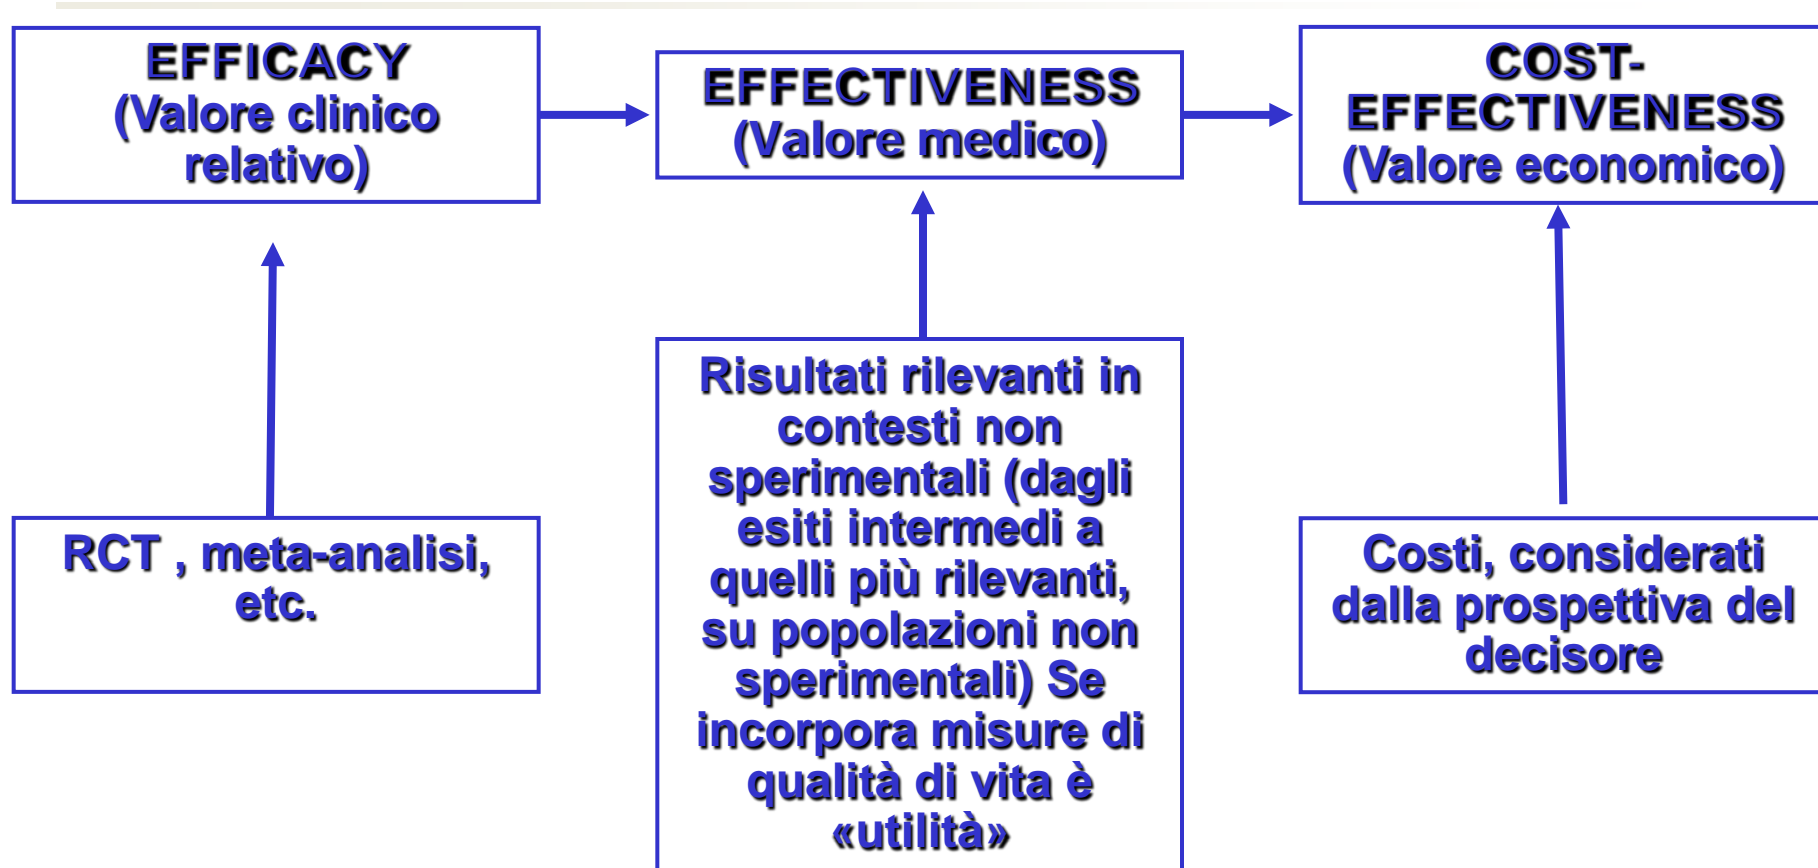 EFFICACY
(Valore clinico
relativo)
EFFECTIVENESS
(Valore medico)
COST-
EFFECTIVENESS
(Valore economico)
RCT , meta-analisi,
etc.
Risultati rilevanti in
contesti non
sperimentali (dagli
esiti intermedi a
quelli più rilevanti,
su popolazioni non
sperimentali) Se
incorpora misure di
qualità di vita è
«utilità»
Costi, considerati
dalla prospettiva del
decisore